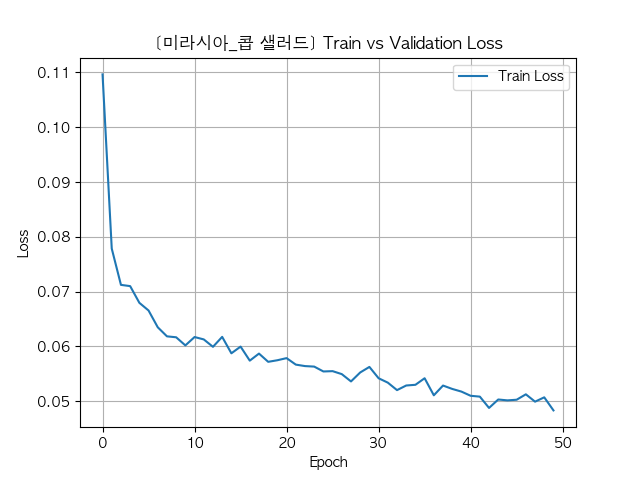 [미라시아_콥 샐러드] Train vs Validation Loss
Train Loss
0.11
0.10
0.09
0.08
0.07
0.06
0.05
Loss
0 10 20 30 40 50
Epoch